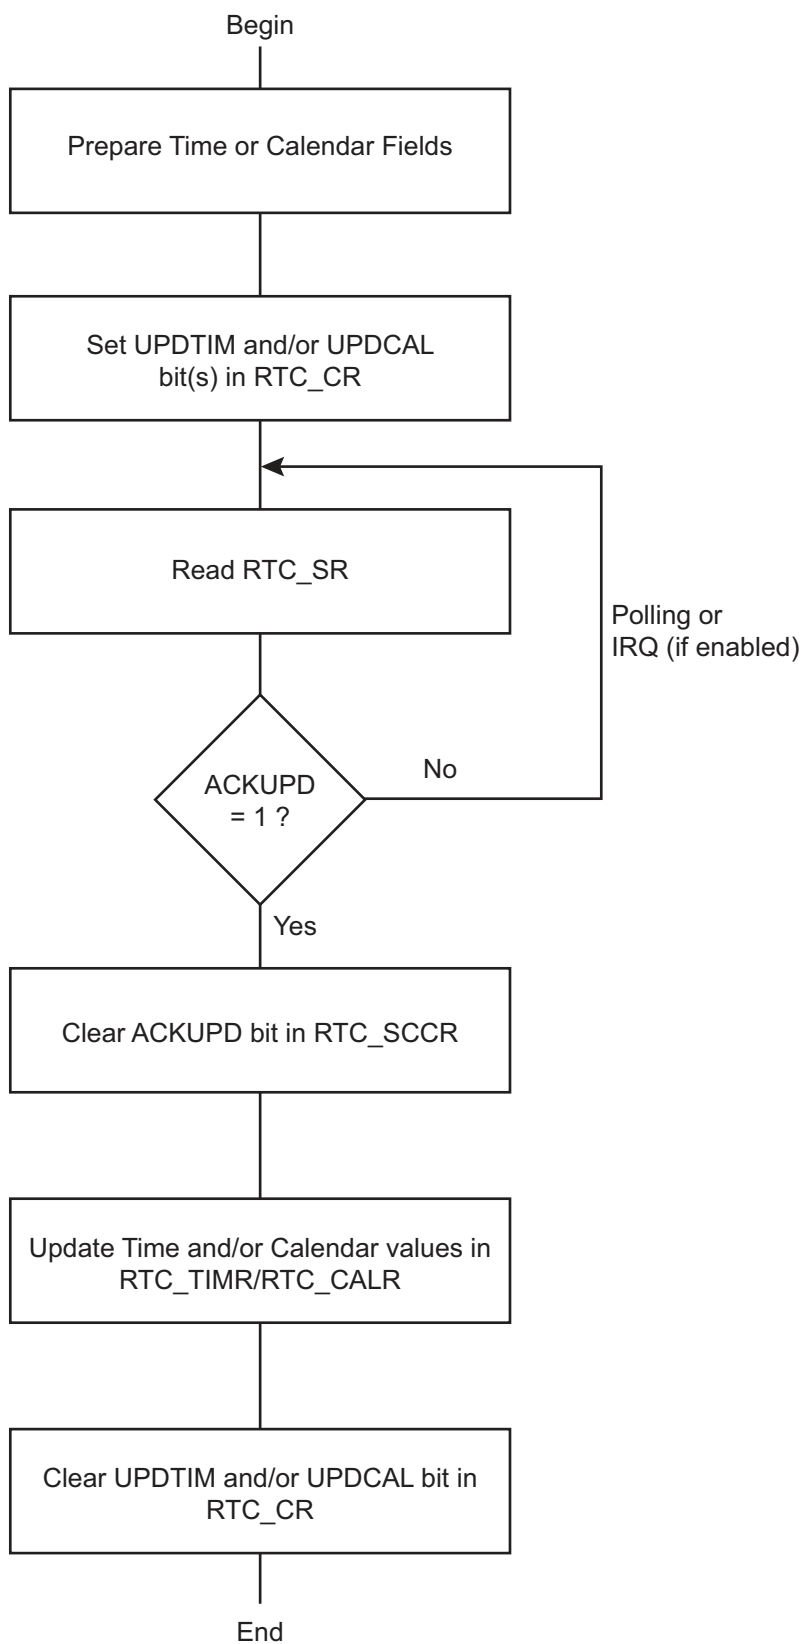 Begin
Prepare Time or Calendar Fields
Set UPDTIM and/or UPDCAL
bit(s) in RTC_CR
Read RTC_SR
Polling or
IRQ (if enabled)
ACKUPD
= 1 ?
No
Yes
Clear ACKUPD bit in RTC_SCCR
Update Time and/or Calendar values in
RTC_TIMR/RTC_CALR
Clear UPDTIM and/or UPDCAL bit in
RTC_CR
End